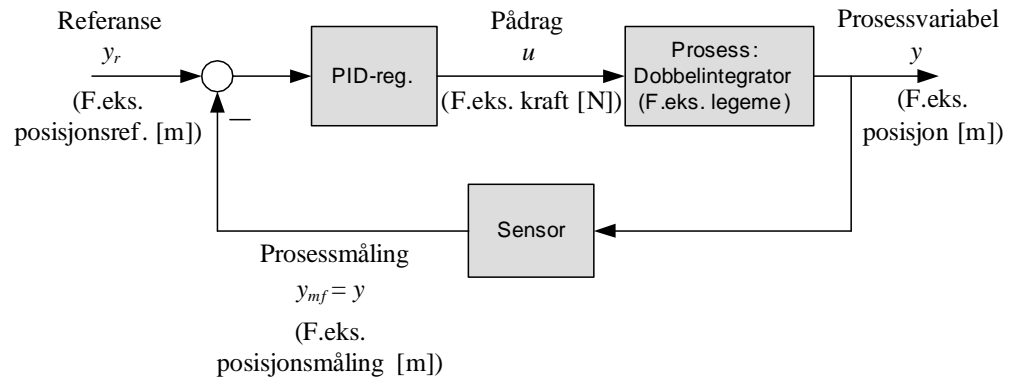 Referanse
y_r
(F.eks.
posisjonsref. [m])
–
PID-reg.
Pådrag
u
(F.eks. kraft [N])
Prosess:
Dobbelintegrator
(F.eks. legeme)
Prosessvariabel
y
(F.eks.
posisjon [m])
Sensor
Prosessmåling
y_mf = y
(F.eks.
posisjonsmåling [m])